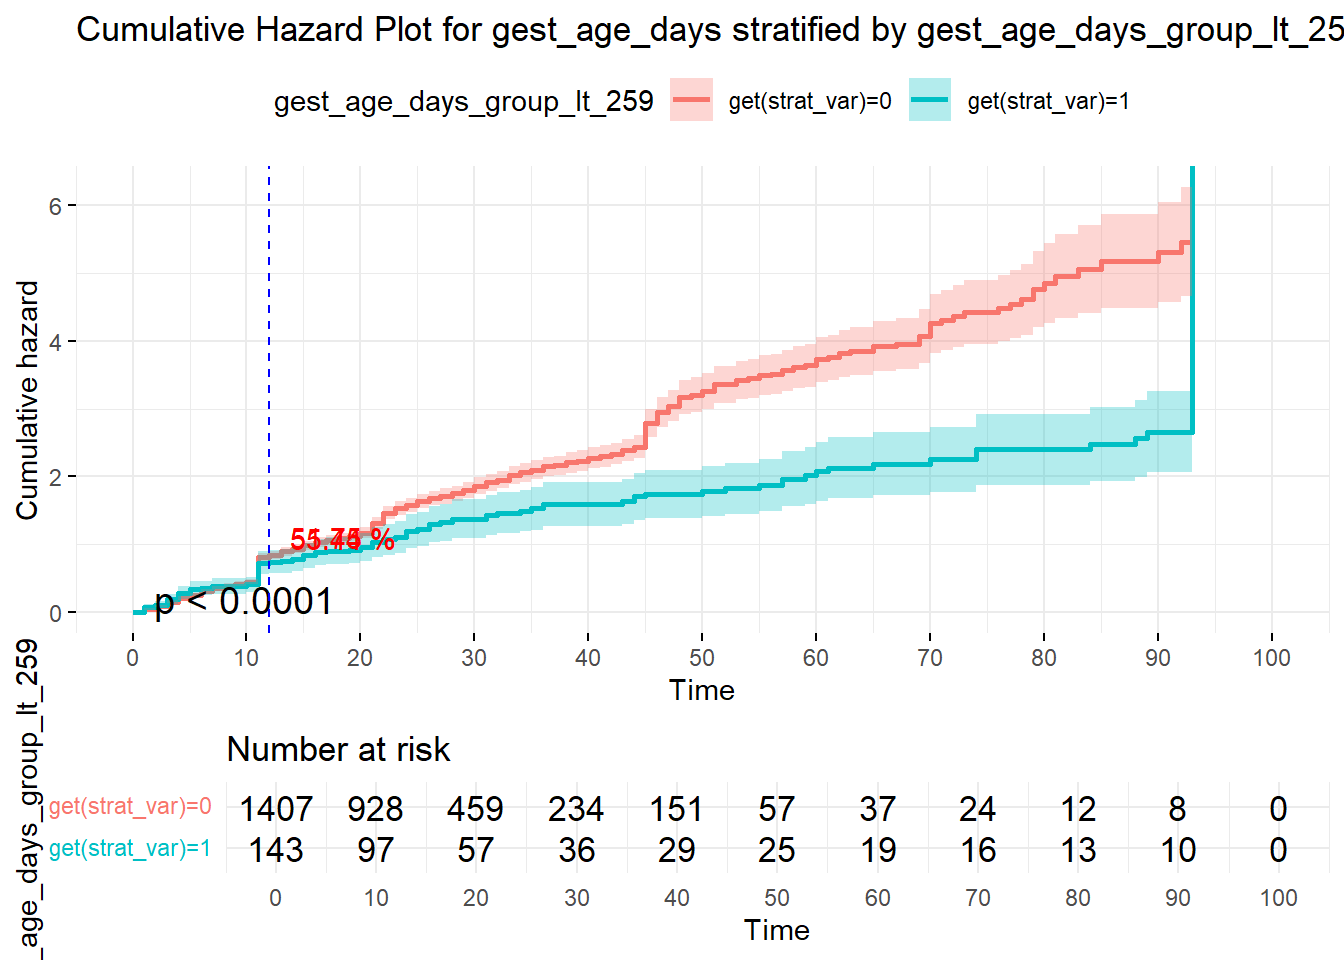 Cumulative Hazard Plot for gest_age_days stratified by gest_age_days_group_lt_25
gest_age_days_group_lt_259 get(strat_var)=0 get(strat_var)=1
Cumulative hazard
6
4
2
0
p < 0.0001
0 10 20 30 40 50 60 70 80 90 100
Time
Number at risk
_age_days_group_lt_259
get(strat_var)=0 1407 928 459 234 151 57 37 24 12 8 0
get(strat_var)=1 143 97 57 36 29 25 19 16 13 10 0
0 10 20 30 40 50 60 70 80 90 100
Time